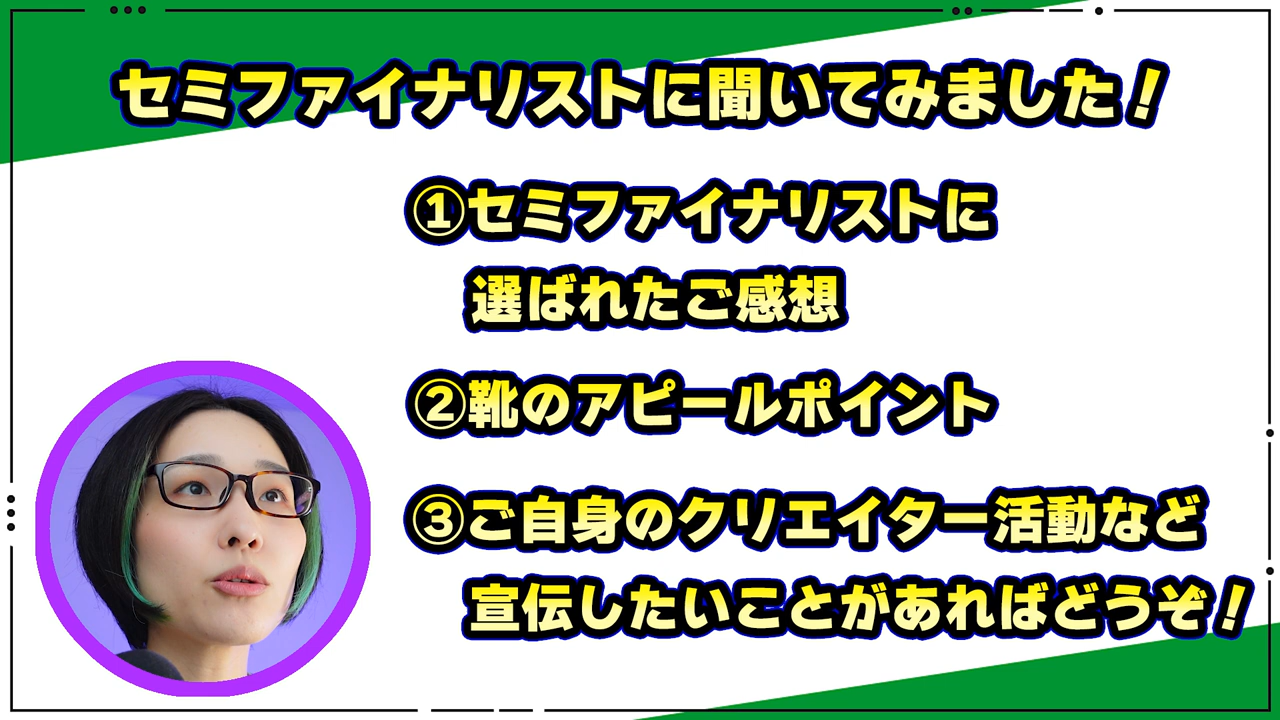 セミファイナリストに聞いてみました！
①セミファイナリストに
選ばれたご感想
②靴のアピールポイント
③ご自身のクリエイター活動など
宣伝したいことがあればどうぞ！